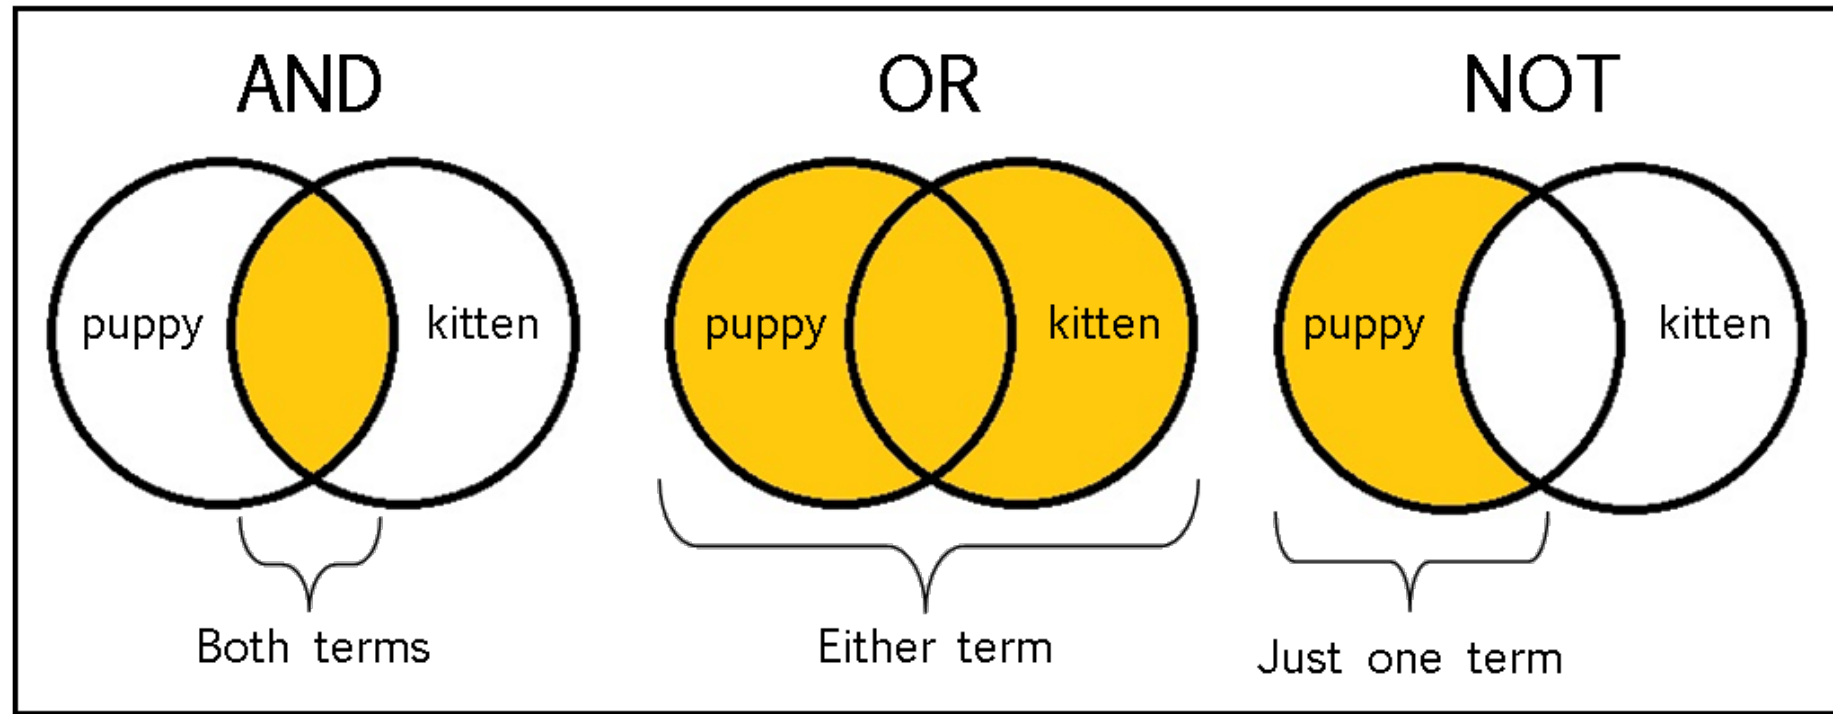 AND
OR
NOT
puppy
kitten
puppy
kitten
puppy
kitten
Both terms
Either term
Just one term